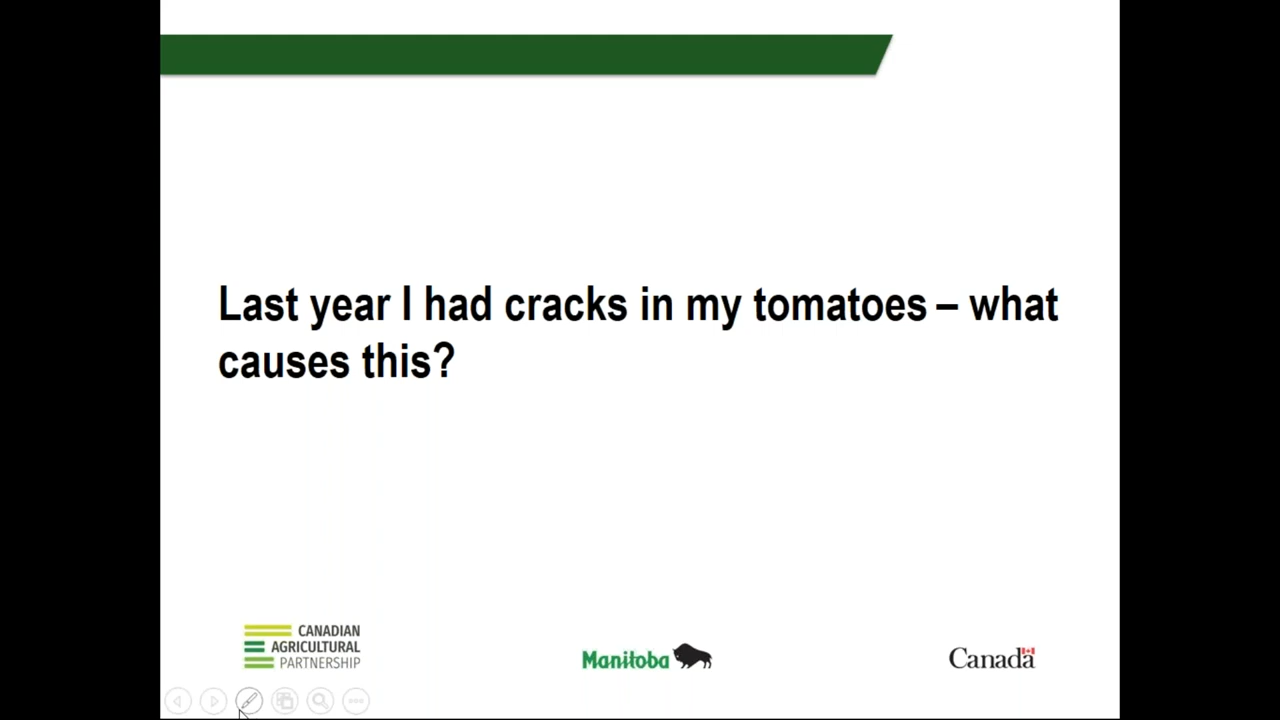 Last year I had cracks in my tomatoes – what
causes this?
CANADIAN
AGRICULTURAL
PARTNERSHIP
Manitoba
Canada